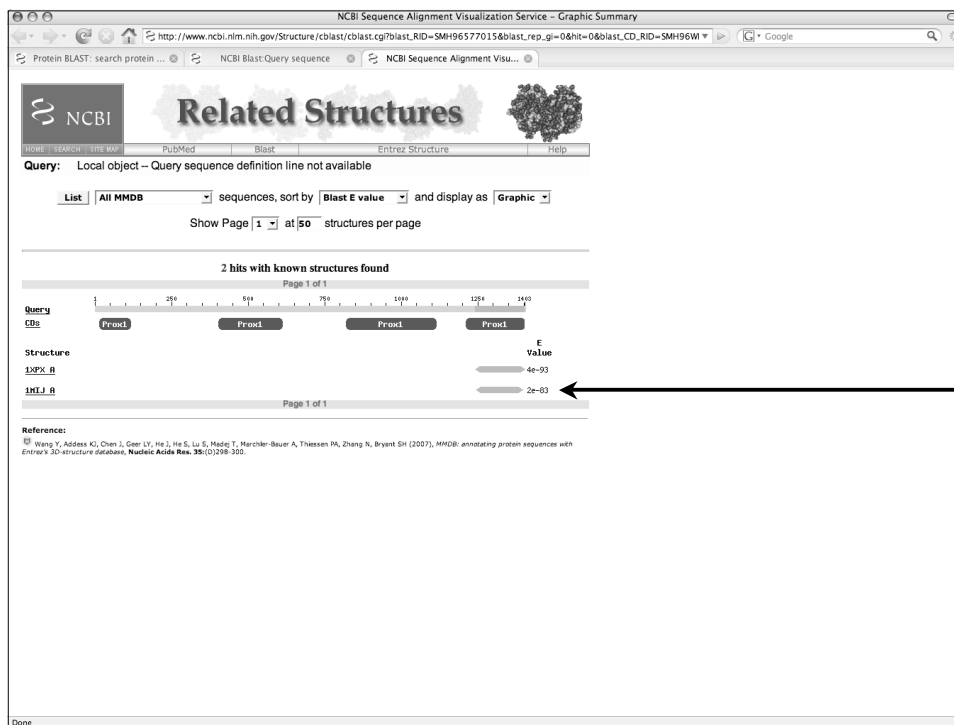 NCBI Sequence Alignment Visualization Service – Graphic Summary
http://www.ncbi.nlm.nih.gov/Structure/cblast/cblast.cgi?blast_RID=SMH96577015&blast_rep_gi=0&hit=0&blast_CD_RID=SMH96WI
G Google
Protein BLAST: search protein ... NCBI Blast:Query sequence NCBI Sequence Alignment Visu...
NCBI Related Structures
HOME SEARCH SITE MAP PubMed Blast Entrez Structure Help
Query: Local object -- Query sequence definition line not available
List All MMDB sequences, sort by Blast E value and display as Graphic
Show Page 1 at 50 structures per page
2 hits with known structures found
Page 1 of 1
1 250 500 750 1000 1250 1403
Query
CDs Prox1 Prox1 Prox1 Prox1
E
Structure Value
1XPX A 4e-93
1MIJ A 2e-83
Page 1 of 1
Reference:
Wang Y, Addess KJ, Chen J, Geer LY, He J, He S, Lu S, Madej T, Marchler-Bauer A, Thiessen PA, Zhang N, Bryant SH (2007), MMDB: annotating protein sequences with
Entrez's 3D-structure database, Nucleic Acids Res. 35:(D)298-300.
Done